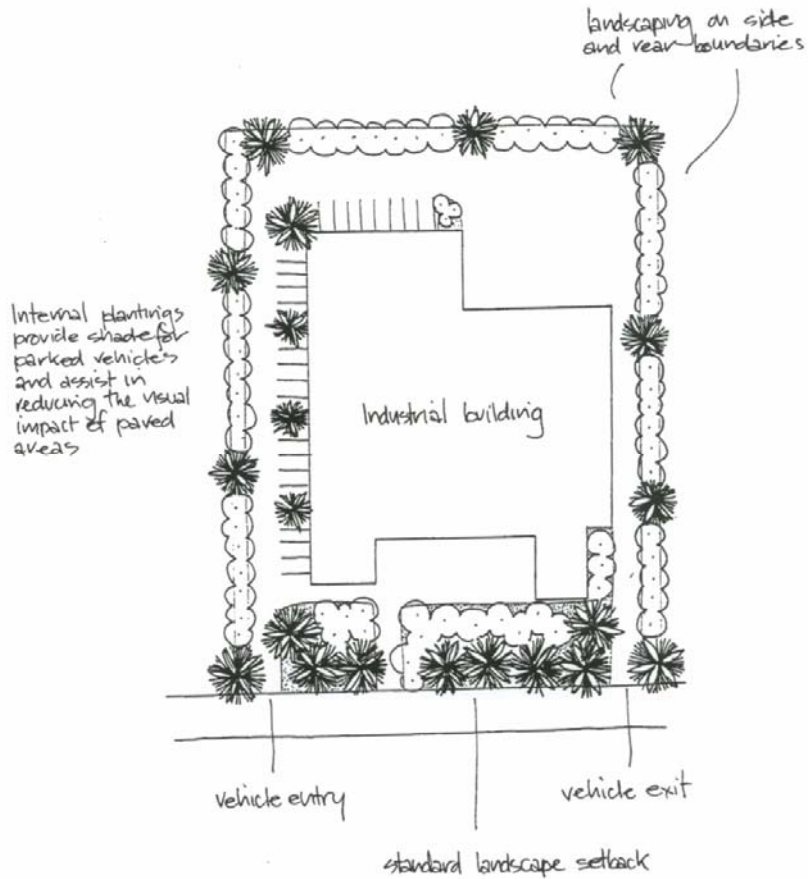 landscaping on side
and rear boundaries
Internal plantings
provide shade for
parked vehicles
and assist in
reducing the visual
impact of paved
areas
Industrial building
vehicle entry
vehicle exit
standard landscape setback